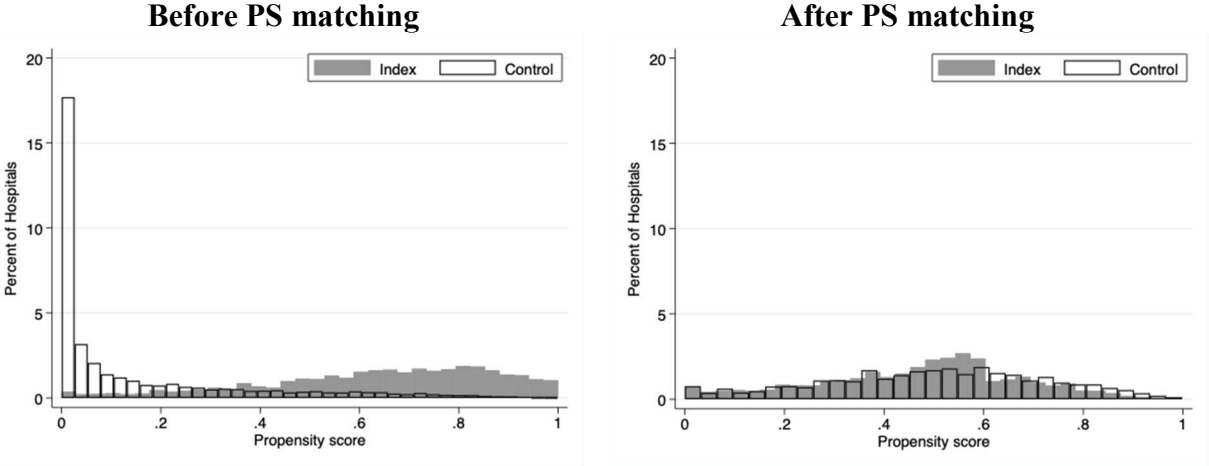 Before PS matching
After PS matching
20
15
10
5
0
Percent of Hospitals
Index
Control
0
.2
.4
.6
.8
1
Propensity score
20
15
10
5
0
Percent of Hospitals
Index
Control
0
.2
.4
.6
.8
1
Propensity score